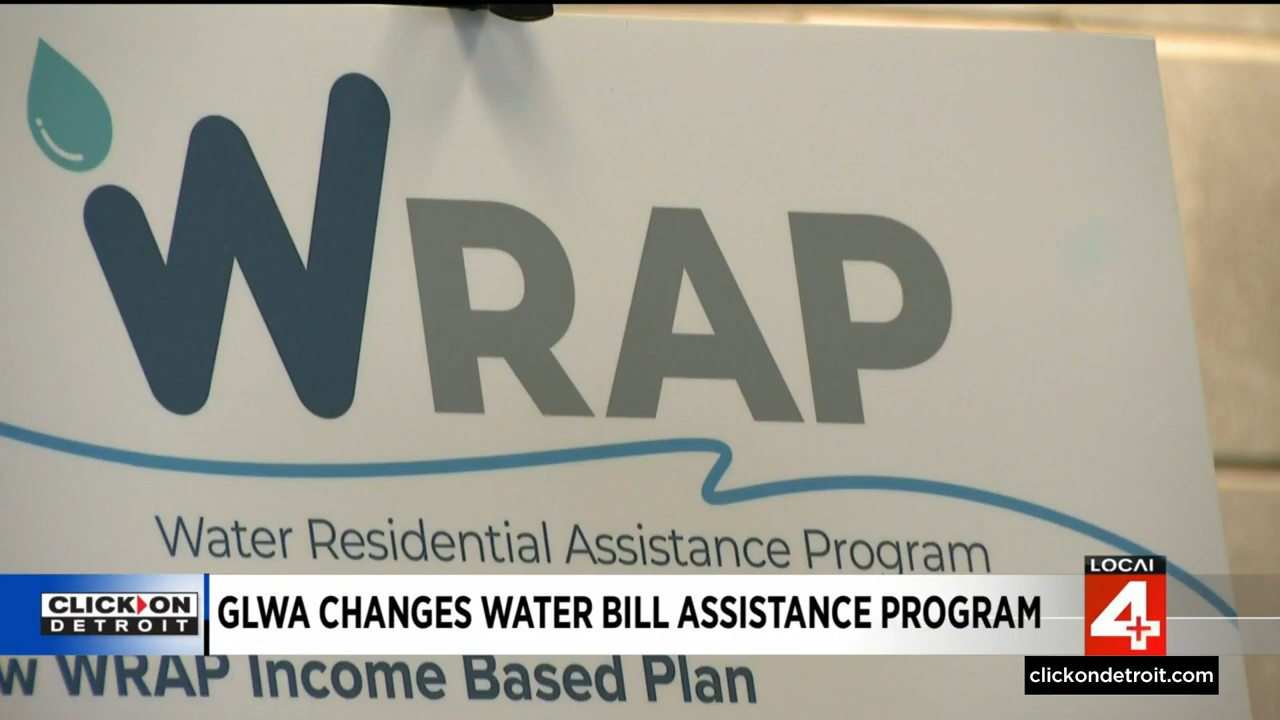 WRAP
Water Residential Assistance Program
LOCAL
4+
CLICK ON
DETROIT
GLWA CHANGES WATER BILL ASSISTANCE PROGRAM
w WRAP Income Based Plan
clickondetroit.com